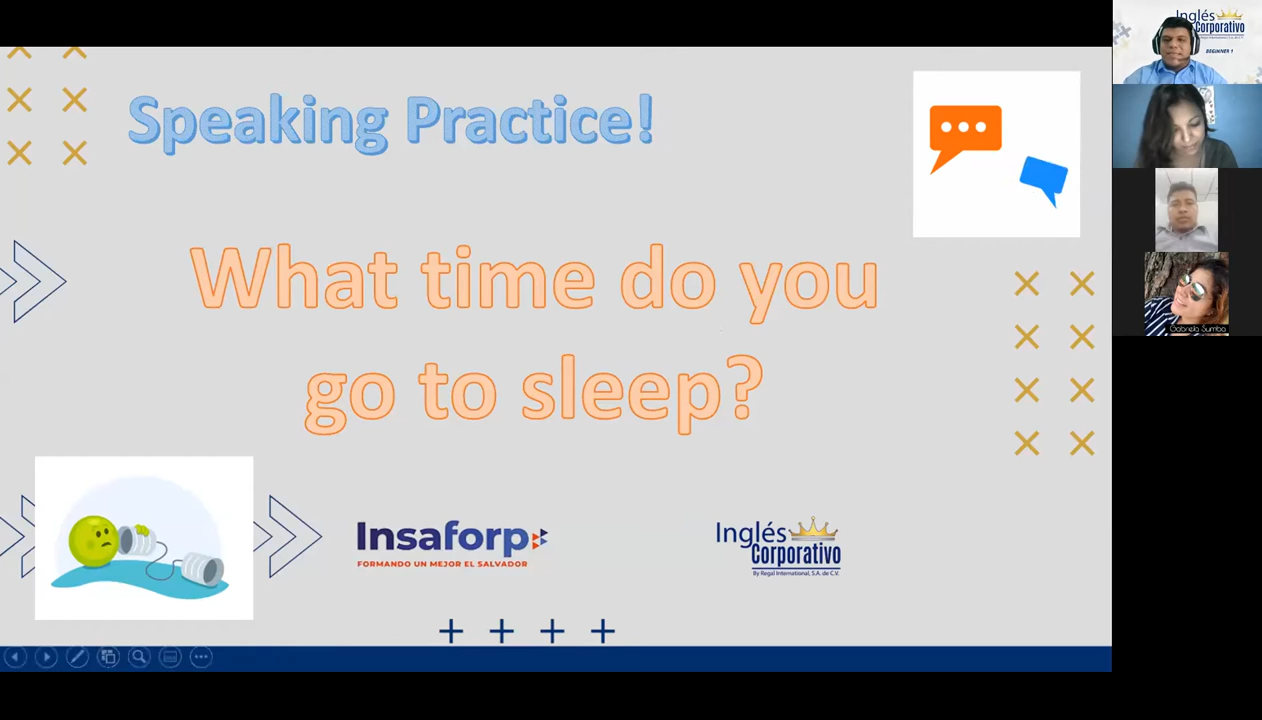 Speaking Practice!
What time do you
go to sleep?
Insaforp
FORMANDO UN MEJOR EL SALVADOR
Inglés
Corporativo
By Regal International, S.A. de C.V.
Inglés
Corporativo
BEGINNER 1
Gabriela Sumba